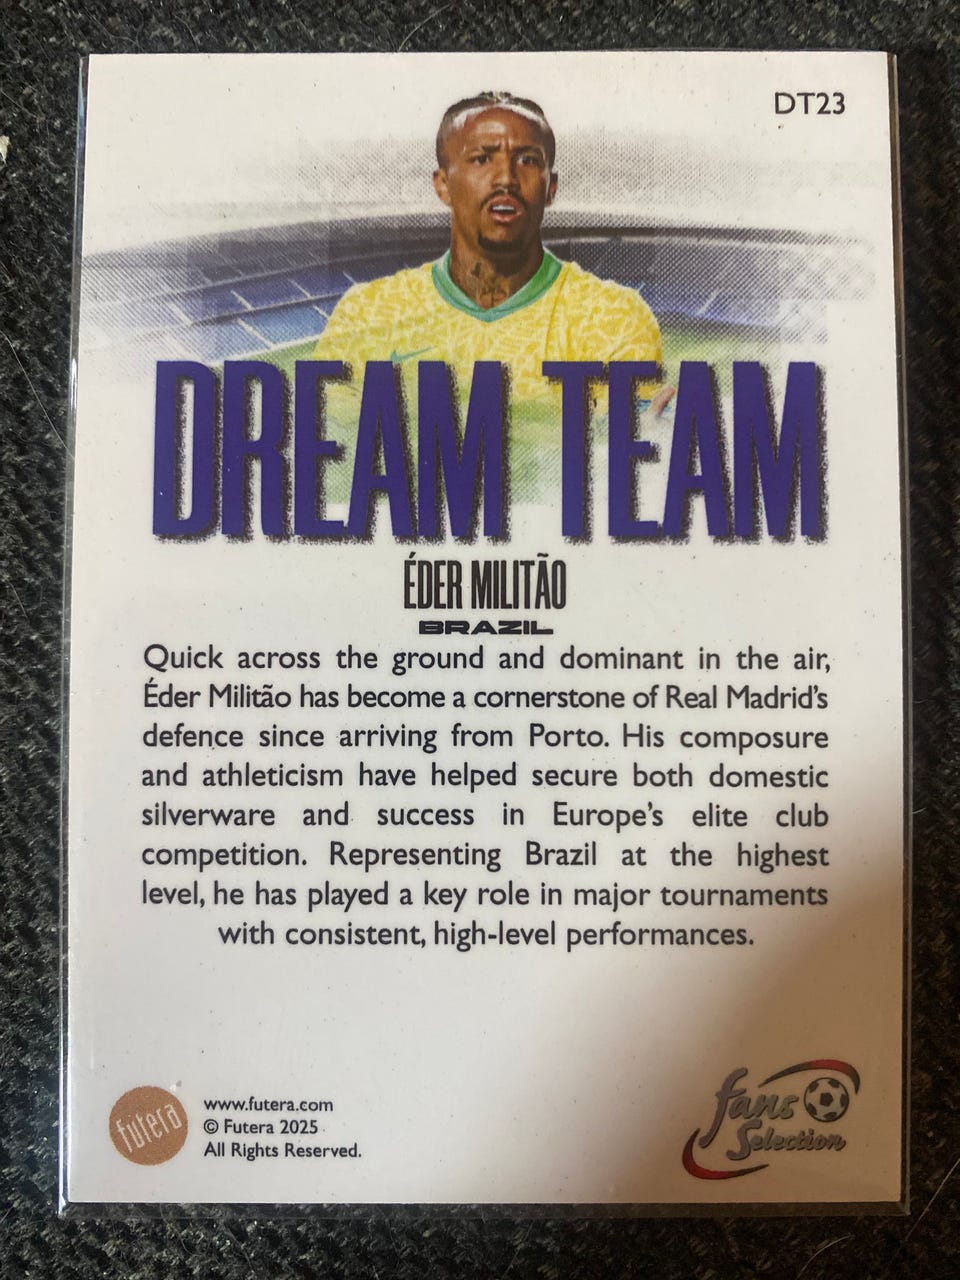 DT23
DREAM TEAM
ÉDER MILITÃO
BRAZIL
Quick across the ground and dominant in the air,
Éder Militão has become a cornerstone of Real Madrid's
defence since arriving from Porto. His composure
and athleticism have helped secure both domestic
silverware and success in Europe's elite club
competition. Representing Brazil at the highest
level, he has played a key role in major tournaments
with consistent, high-level performances.
futera
www.futera.com
© Futera 2025
All Rights Reserved.
fans
Selection